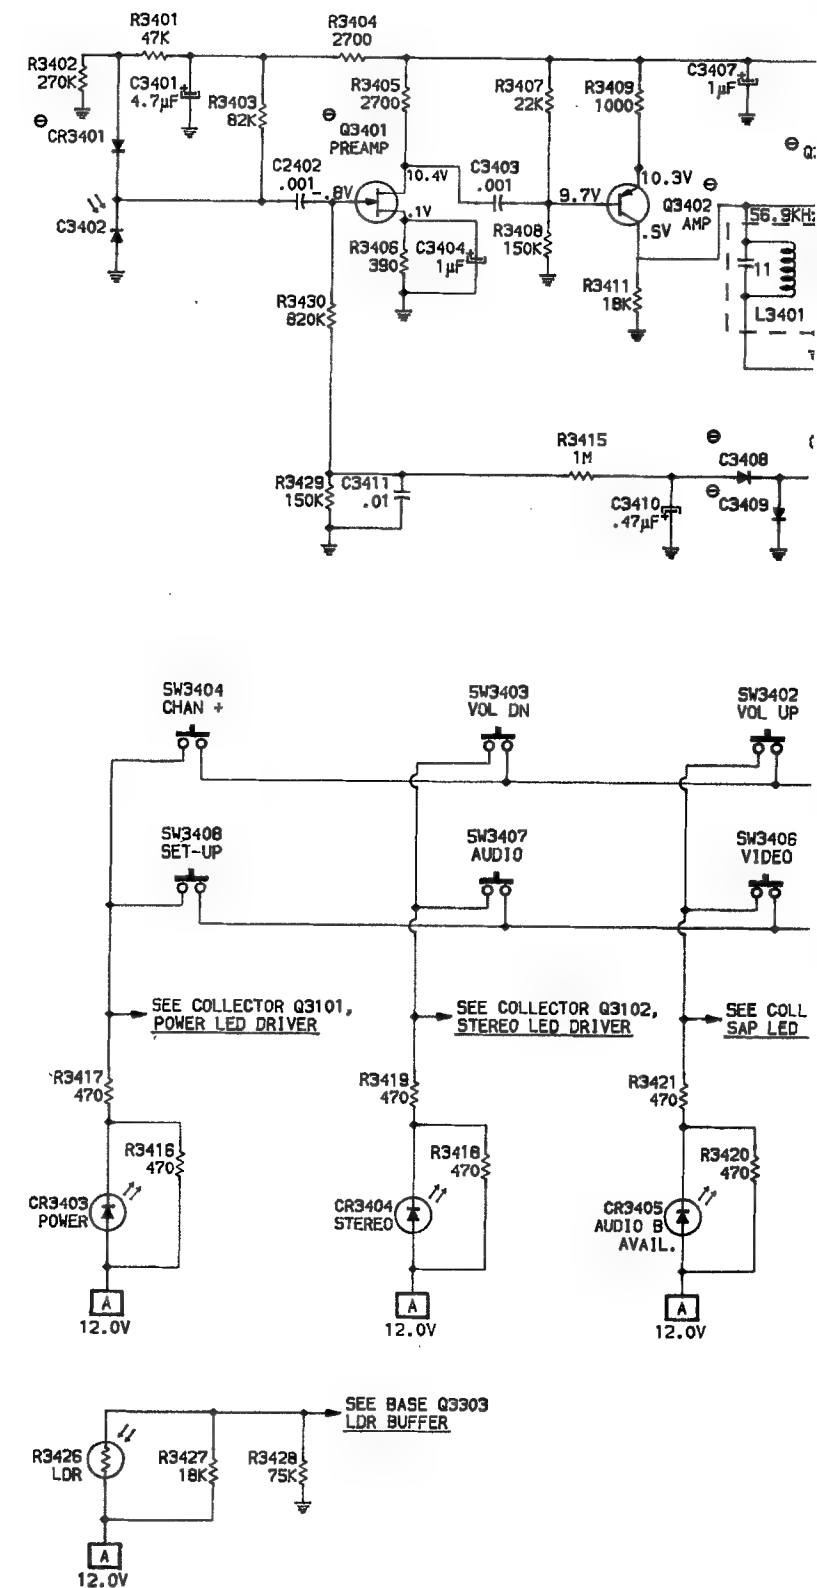 R3401
47K
R3404
2700
R3402
270K
C3401
4.7µF
R3403
82K
R3405
2700
R3407
22K
R3409
1000
C3407
1µF
CR3401
Q3401
PREAMP
C2402
.001
-.8V
10.4V
C3403
.001
9.7V
10.3V
Q3402
AMP
C3402
.1V
R3406
390
C3404
1µF
R3408
150K
.5V
56.9KHz
11
R3411
18K
L3401
R3430
820K
R3415
1M
C3408
R3429
150K
C3411
.01
C3410
.47µF
C3409
SW3404
CHAN +
SW3403
VOL DN
SW3402
VOL UP
SW3408
SET-UP
SW3407
AUDIO
SW3406
VIDEO
SEE COLLECTOR Q3101,
POWER LED DRIVER
SEE COLLECTOR Q3102,
STEREO LED DRIVER
SEE COLL
SAP LED
R3417
470
R3419
470
R3421
470
R3416
470
R3418
470
R3420
470
CR3403
POWER
CR3404
STEREO
CR3405
AUDIO B
AVAIL.
A
12.0V
A
12.0V
A
12.0V
SEE BASE Q3303
LDR BUFFER
R3426
LDR
R3427
18K
R3428
75K
A
12.0V